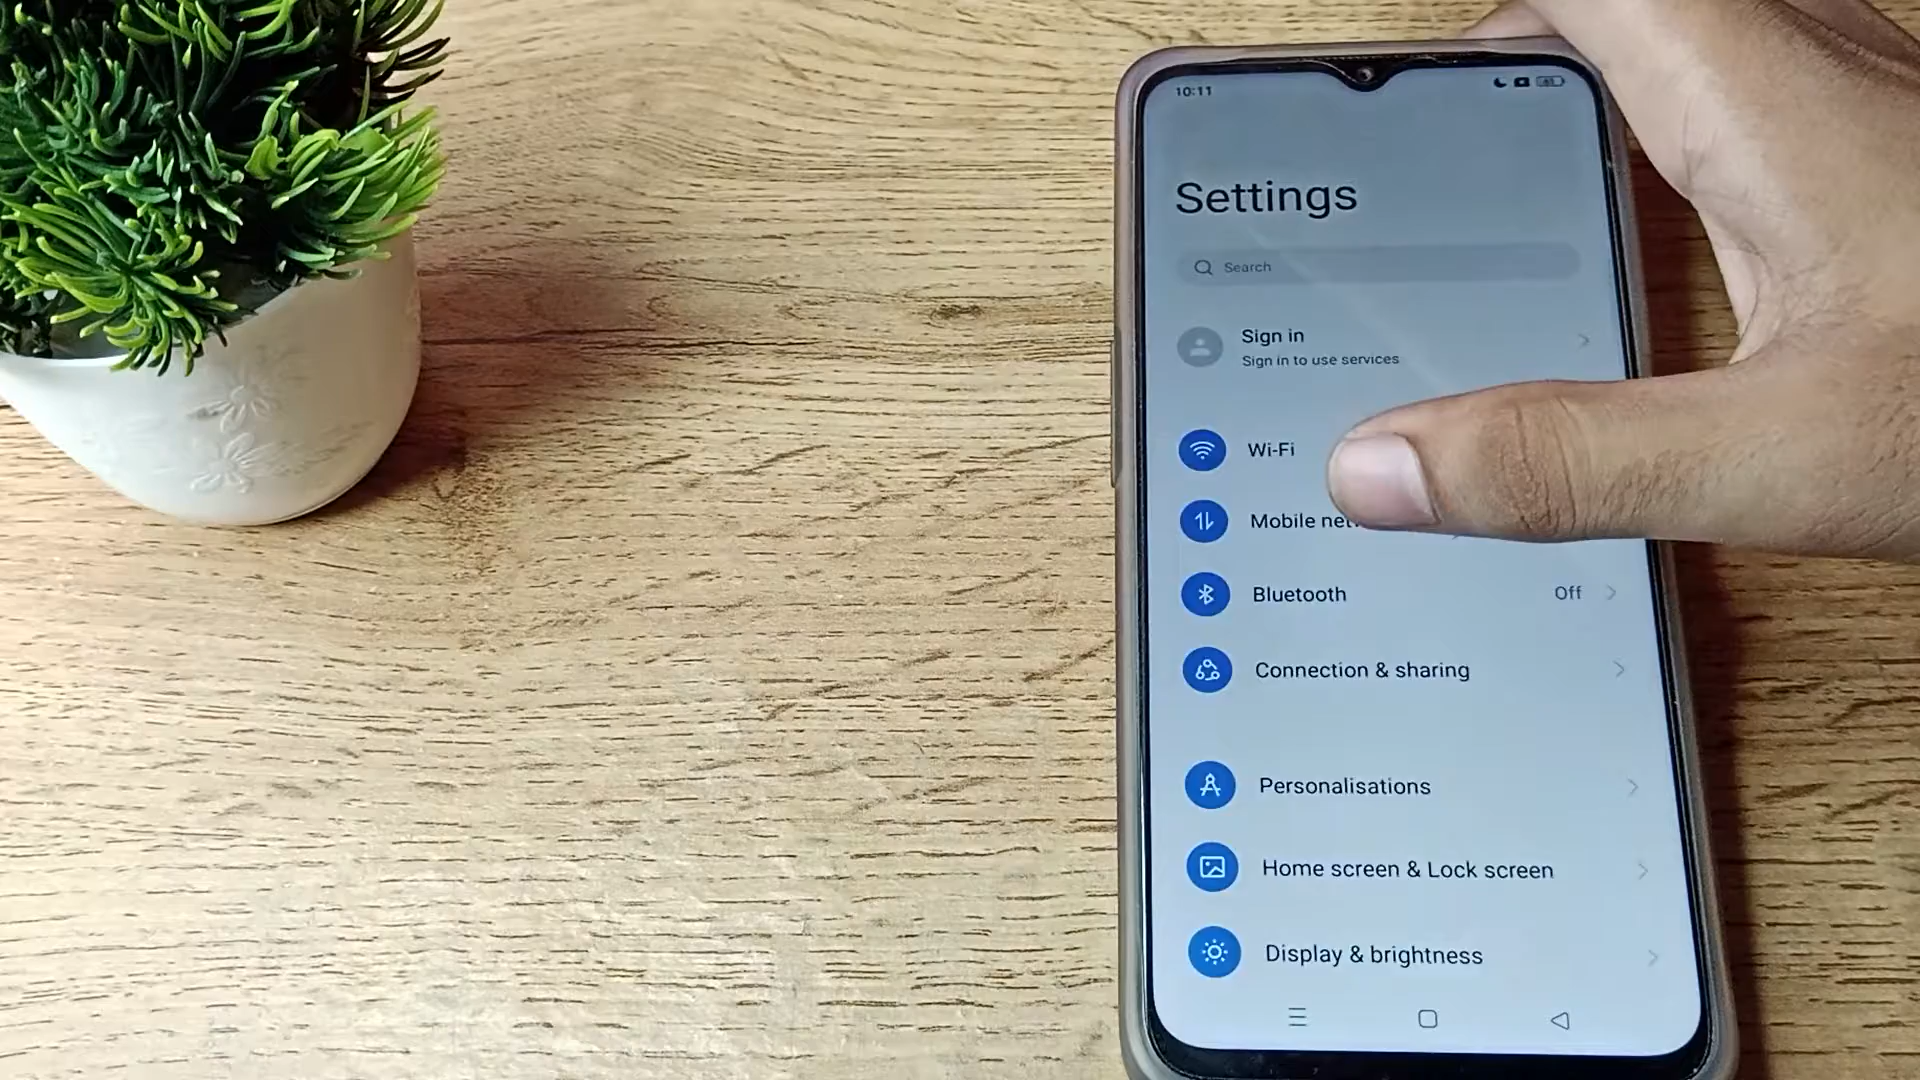 10:11
Settings
Search
Sign in
Sign in to use services
Wi-Fi
Mobile
Bluetooth
Off
Connection & sharing
Personalisations
Home screen & Lock screen
Display & brightness